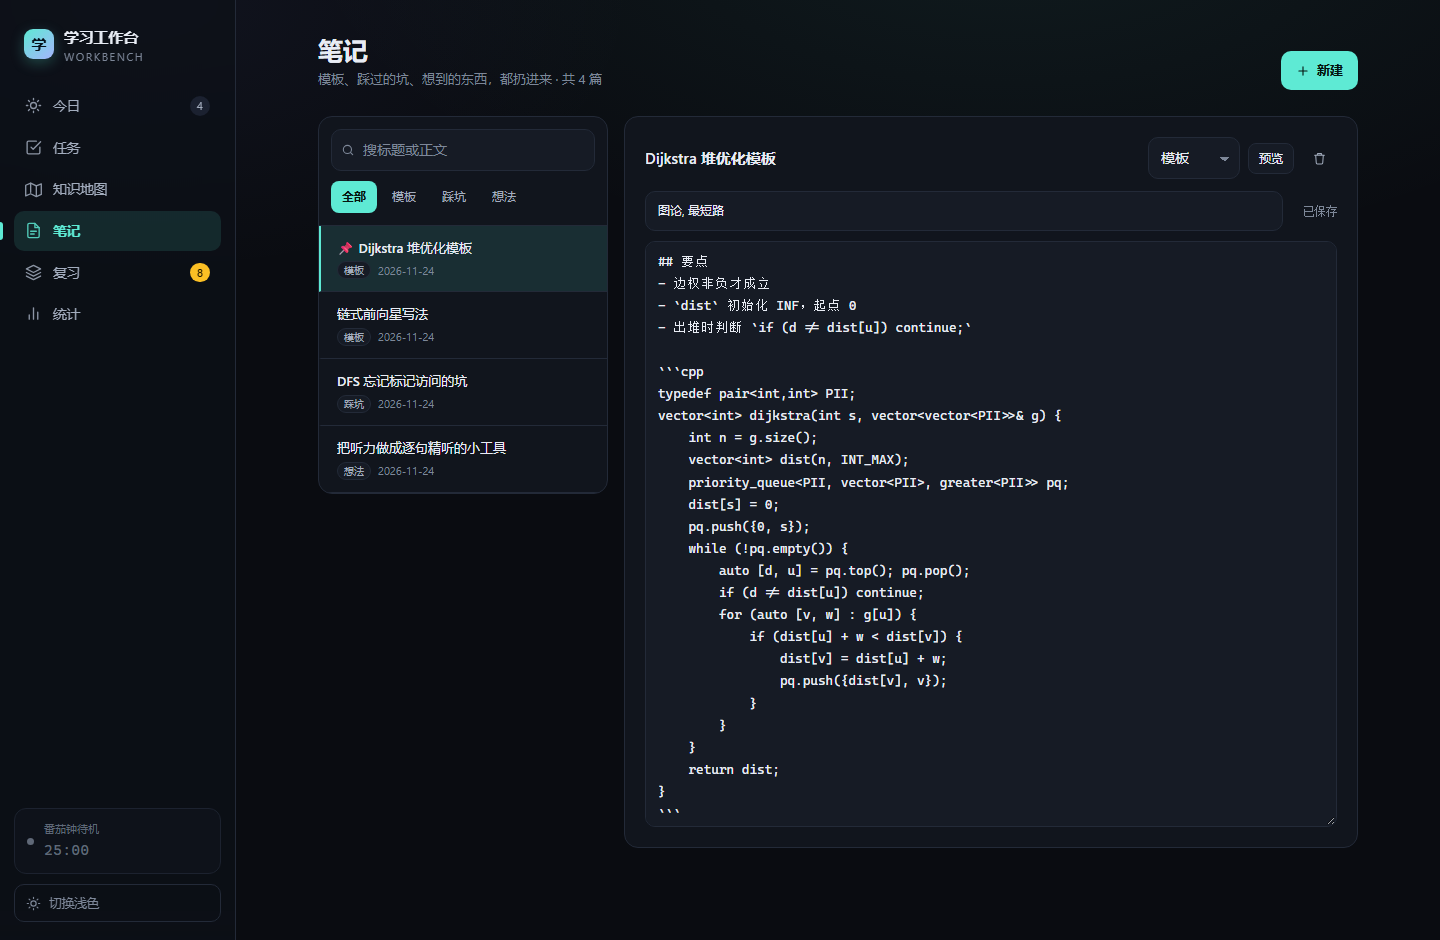 学
学习工作台
WORKBENCH
今日
4
任务
知识地图
笔记
复习
8
统计
番茄钟待机
25:00
切换浅色
笔记
模板、踩过的坑、想到的东西，都扔进来 · 共 4 篇
+ 新建
搜标题或正文
全部 模板 踩坑 想法
📌 Dijkstra 堆优化模板
模板 2026-11-24
链式前向星写法
模板 2026-11-24
DFS 忘记标记访问的坑
踩坑 2026-11-24
把听力做成逐句精听的小工具
想法 2026-11-24
Dijkstra 堆优化模板
模板
预览
图论, 最短路
已保存
## 要点
- 边权非负才成立
- `dist` 初始化 INF，起点 0
- 出堆时判断 `if (d != dist[u]) continue;`
```cpp
typedef pair<int,int> PII;
vector<int> dijkstra(int s, vector<vector<PII>>& g) {
    int n = g.size();
    vector<int> dist(n, INT_MAX);
    priority_queue<PII, vector<PII>, greater<PII>> pq;
    dist[s] = 0;
    pq.push({0, s});
    while (!pq.empty()) {
        auto [d, u] = pq.top(); pq.pop();
        if (d != dist[u]) continue;
        for (auto [v, w] : g[u]) {
            if (dist[u] + w < dist[v]) {
                dist[v] = dist[u] + w;
                pq.push({dist[v], v});
            }
        }
    }
    return dist;
}
```